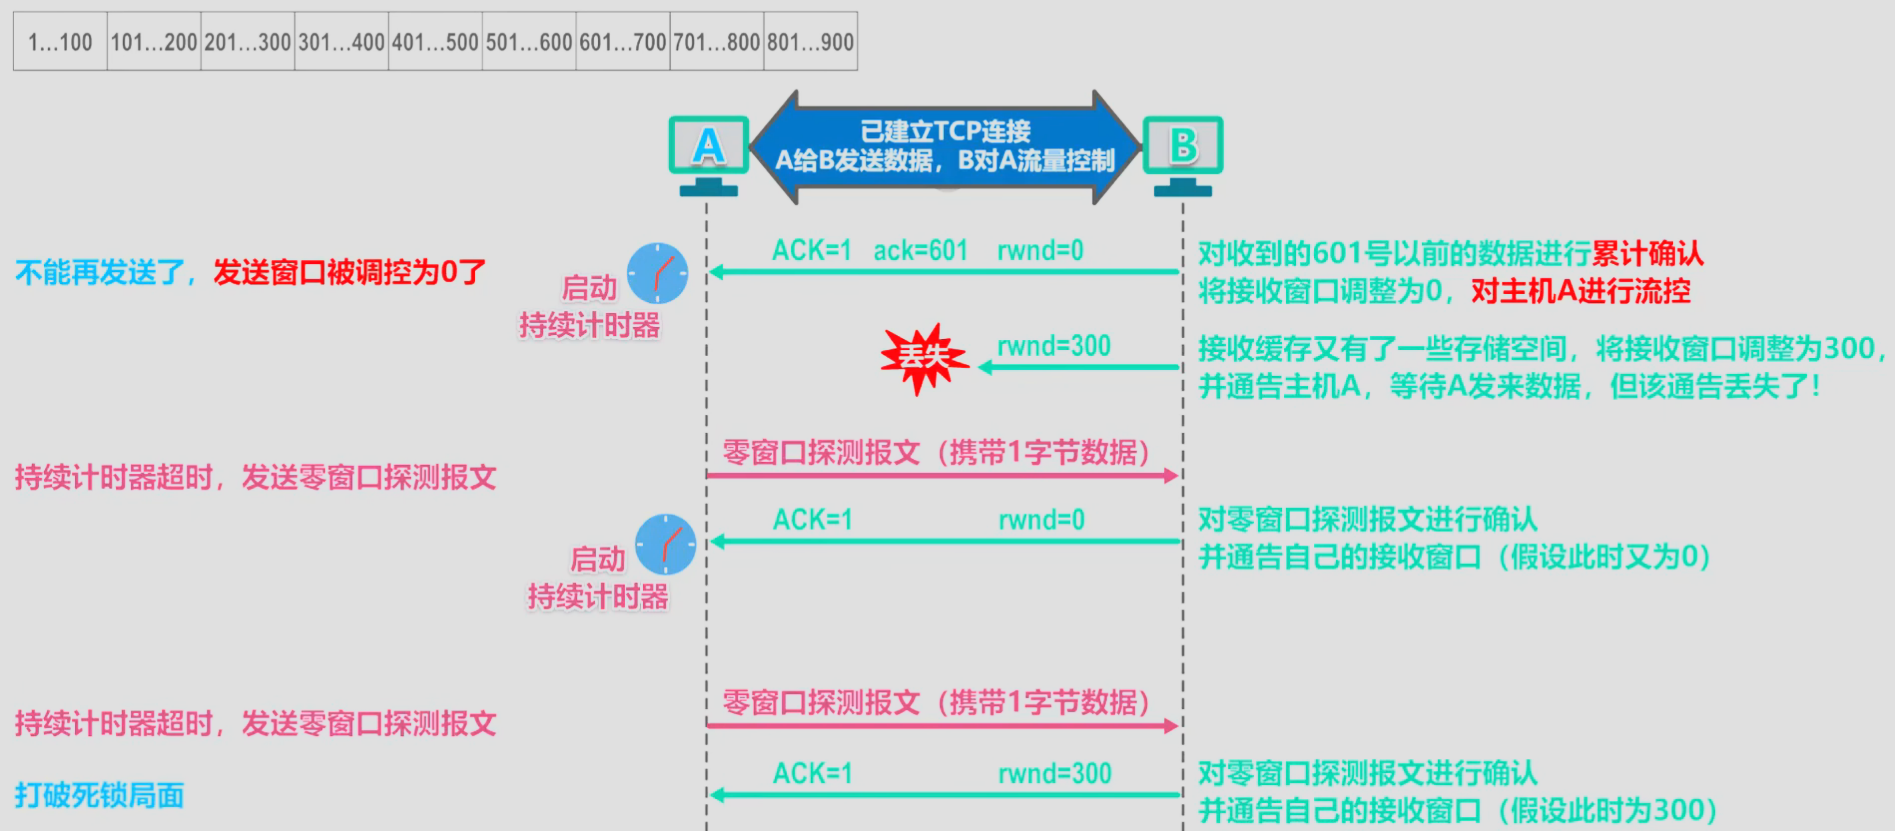 1...100 101...200 201...300 301...400 401...500 501...600 601...700 701...800 801...900
A
已建立TCP连接
A给B发送数据，B对A流量控制
B
不能再发送了，发送窗口被调控为0了
启动
持续计时器
ACK=1 ack=601 rwnd=0
对收到的601号以前的数据进行累计确认
将接收窗口调整为0，对主机A进行流控
丢失
rwnd=300
接收缓存又有了一些存储空间，将接收窗口调整为300，
并通告主机A，等待A发来数据，但该通告丢失了！
持续计时器超时，发送零窗口探测报文
零窗口探测报文（携带1字节数据）
启动
持续计时器
ACK=1 rwnd=0
对零窗口探测报文进行确认
并通告自己的接收窗口（假设此时又为0）
持续计时器超时，发送零窗口探测报文
零窗口探测报文（携带1字节数据）
打破死锁局面
ACK=1 rwnd=300
对零窗口探测报文进行确认
并通告自己的接收窗口（假设此时为300）